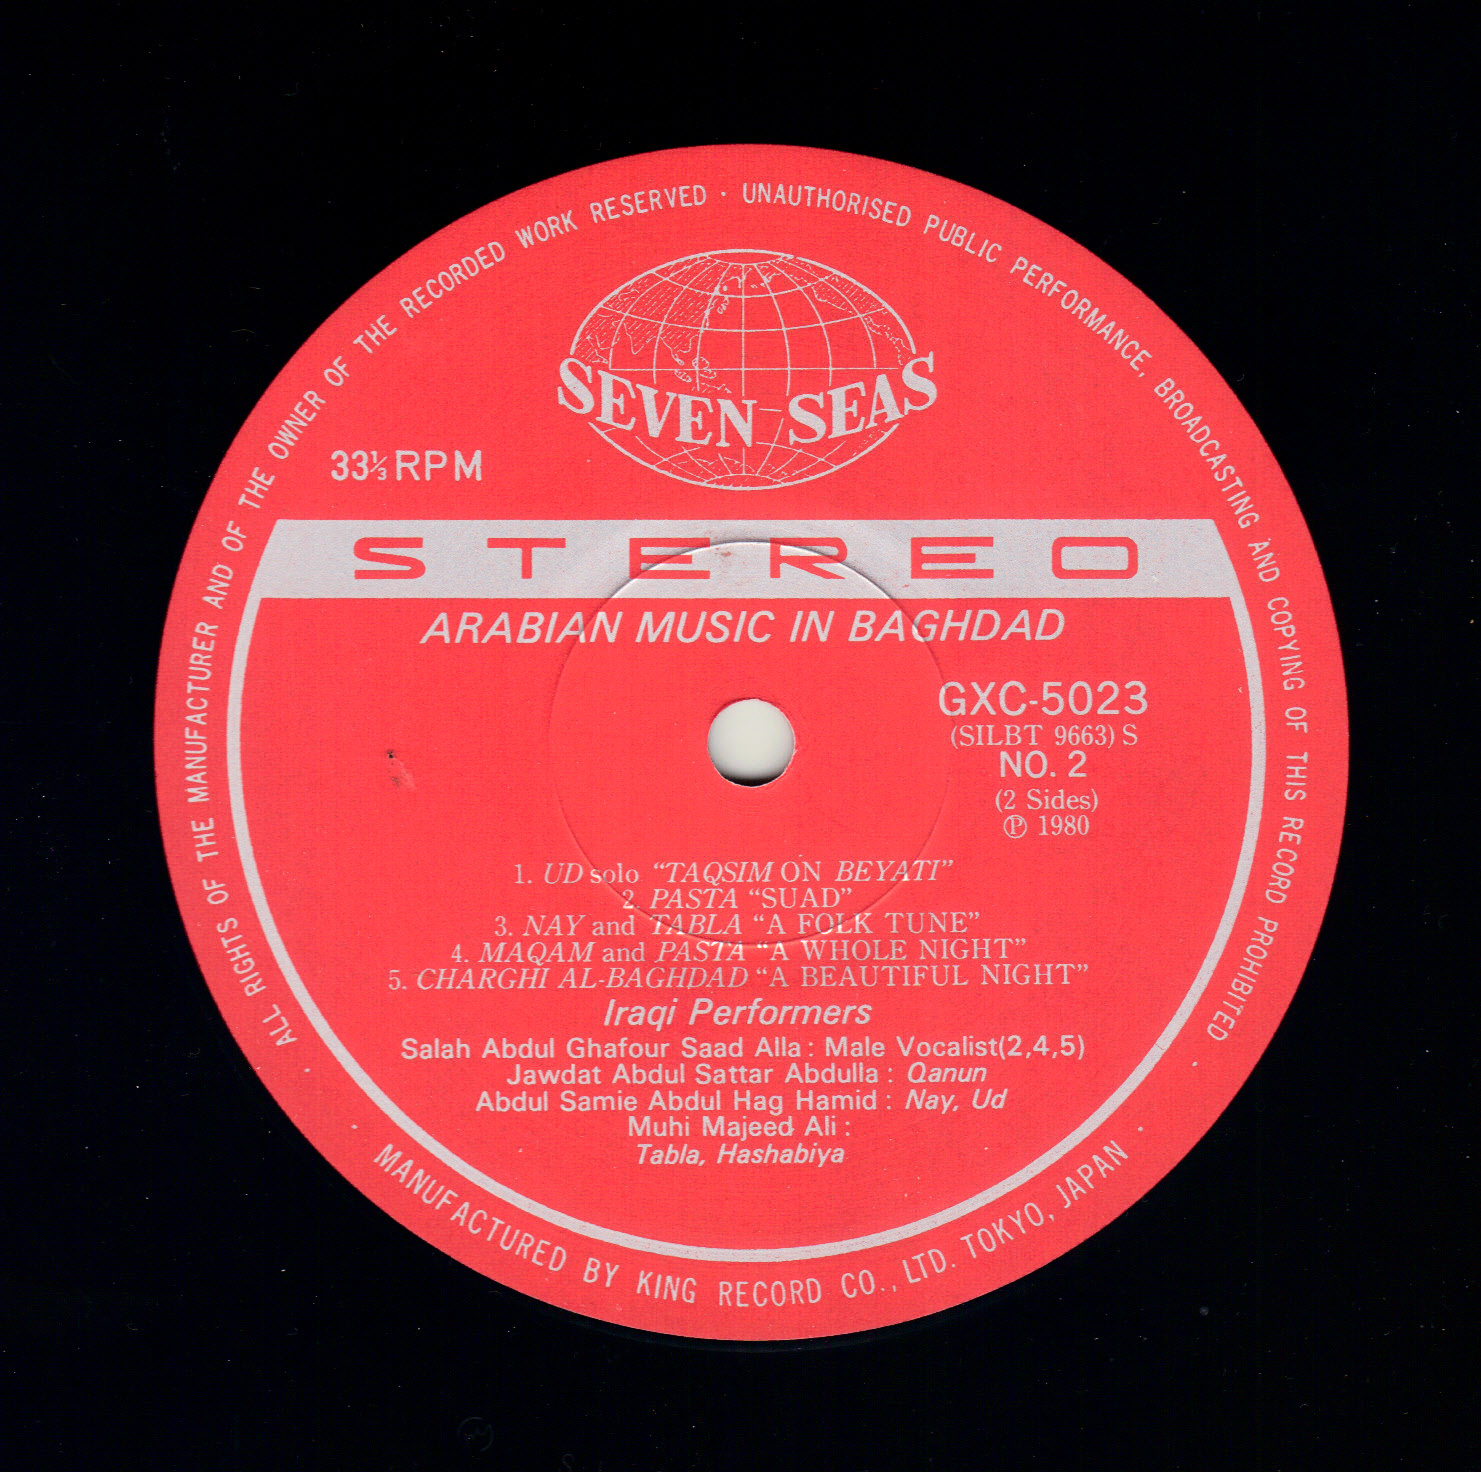 ALL RIGHTS OF THE MANUFACTURER AND OF THE OWNER OF THE RECORDED WORK RESERVED · UNAUTHORISED PUBLIC PERFORMANCE, BROADCASTING AND COPYING OF THIS RECORD PROHIBITED
SEVEN SEAS
33⅓ RPM
STEREO
ARABIAN MUSIC IN BAGHDAD
GXC-5023
(SILBT 9663) S
NO. 2
(2 Sides)
℗ 1980
1. UD solo “TAQSIM ON BEYATI”
2. PASTA “SUAD”
3. NAY and TABLA “A FOLK TUNE”
4. MAQAM and PASTA “A WHOLE NIGHT”
5. CHARGHI AL-BAGHDAD “A BEAUTIFUL NIGHT”
Iraqi Performers
Salah Abdul Ghafour Saad Alla : Male Vocalist(2,4,5)
Jawdat Abdul Sattar Abdulla : Qanun
Abdul Samie Abdul Hag Hamid : Nay, Ud
Muhi Majeed Ali :
Tabla, Hashabiya
· MANUFACTURED BY KING RECORD CO., LTD. TOKYO, JAPAN ·